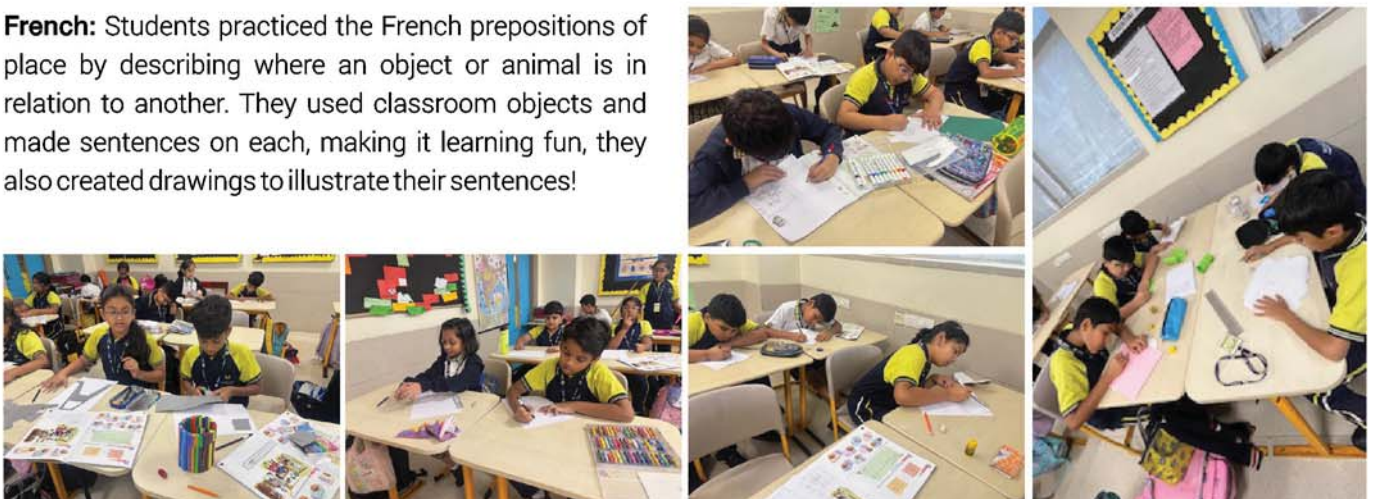 French: Students practiced the French prepositions of
place by describing where an object or animal is in
relation to another. They used classroom objects and
made sentences on each, making it learning fun, they
also created drawings to illustrate their sentences!